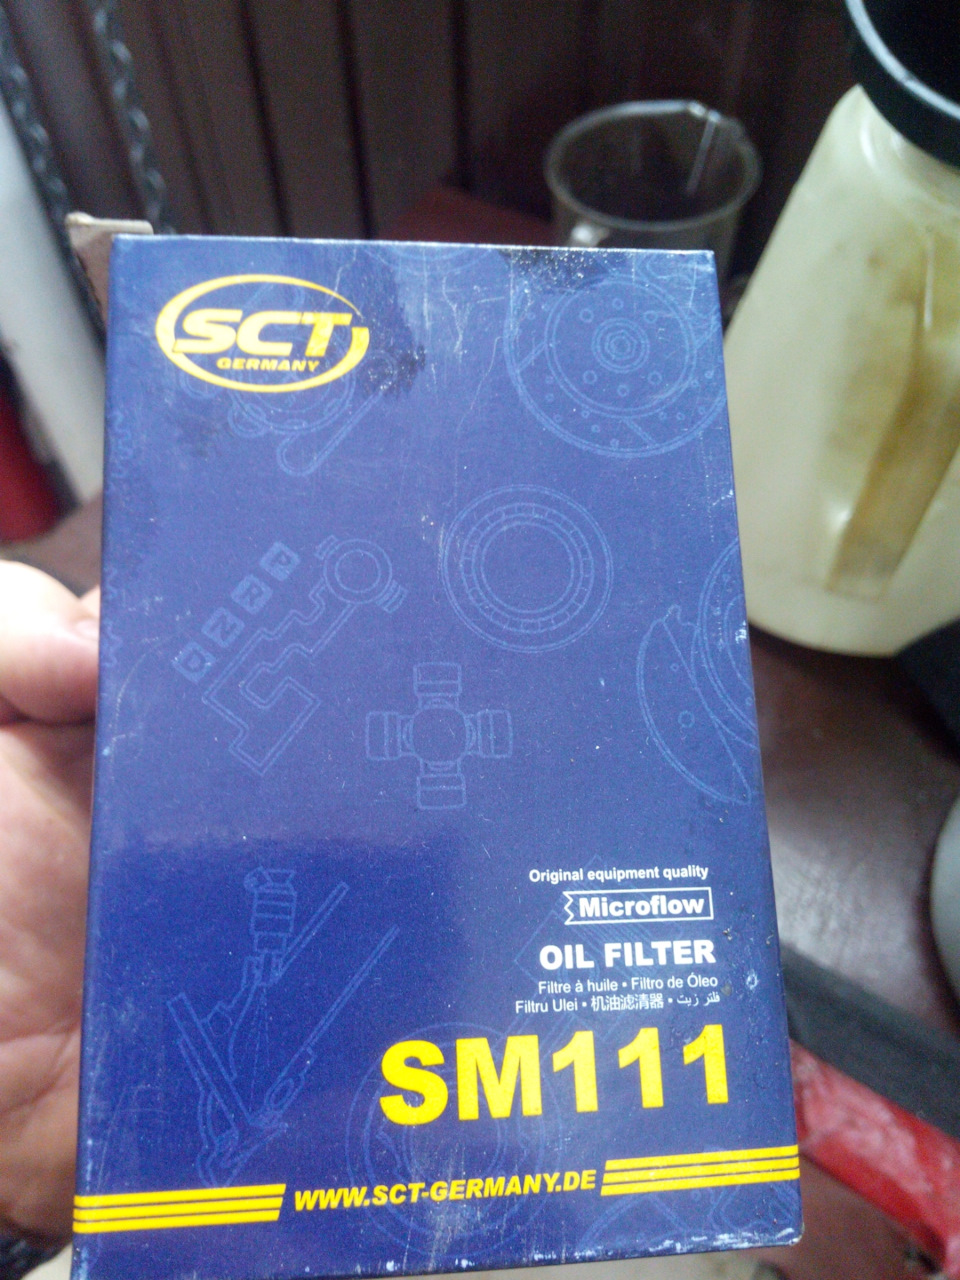 SCT
GERMANY
Original equipment quality
Microflow
OIL FILTER
Filtre à huile • Filtro de Óleo
Filtru Ulei • 机油滤清器 • فلتر زيت
SM111
WWW.SCT-GERMANY.DE